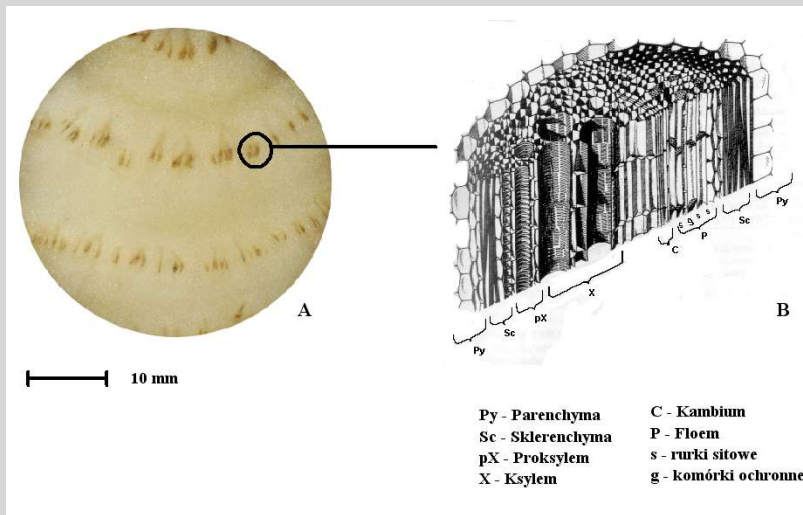 A
10 mm
Py
Sc
pX
X
C
s g s s
P
Sc
Py
B
Py - Parenchyma
Sc - Sklerenchyma
pX - Proksylem
X - Ksylem
C - Kambium
P - Floem
s - rurki sitowe
g - komórki ochronne